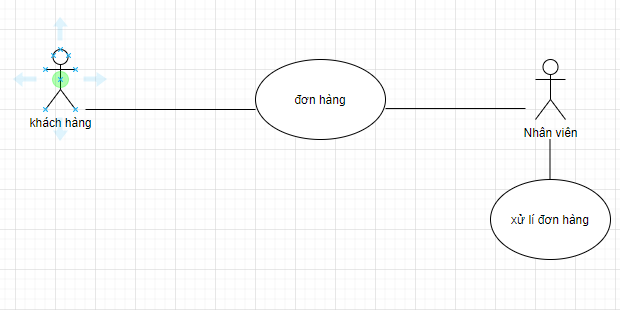 đơn hàng
khách hàng
Nhân viên
xử lí đơn hàng